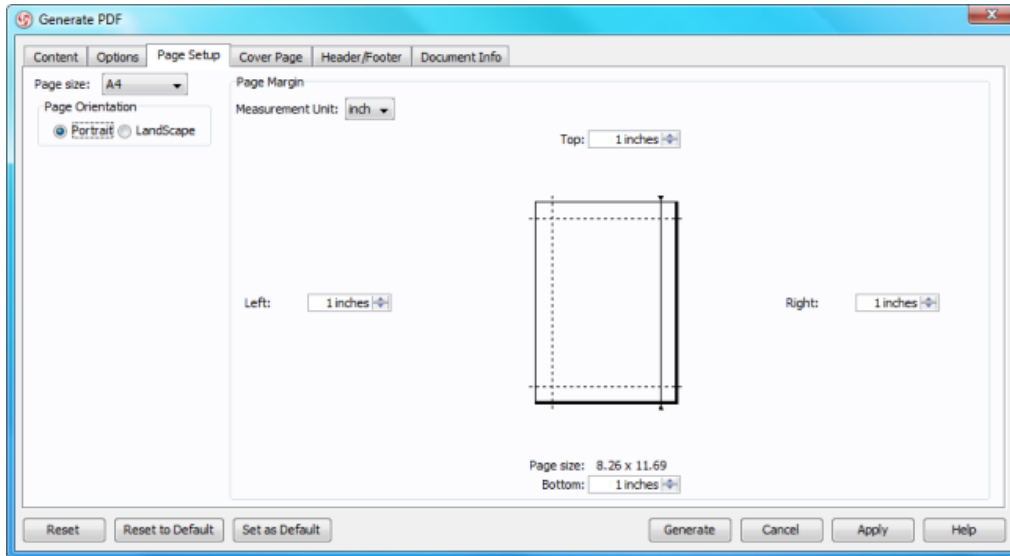 Generate PDF
Content Options Page Setup Cover Page Header/Footer Document Info
Page size: A4
Page Orientation
Portrait LandScape
Page Margin
Measurement Unit: inch
Top: 1 inches
Left: 1 inches
Right: 1 inches
Page size: 8.26 x 11.69
Bottom: 1 inches
Reset Reset to Default Set as Default Generate Cancel Apply Help